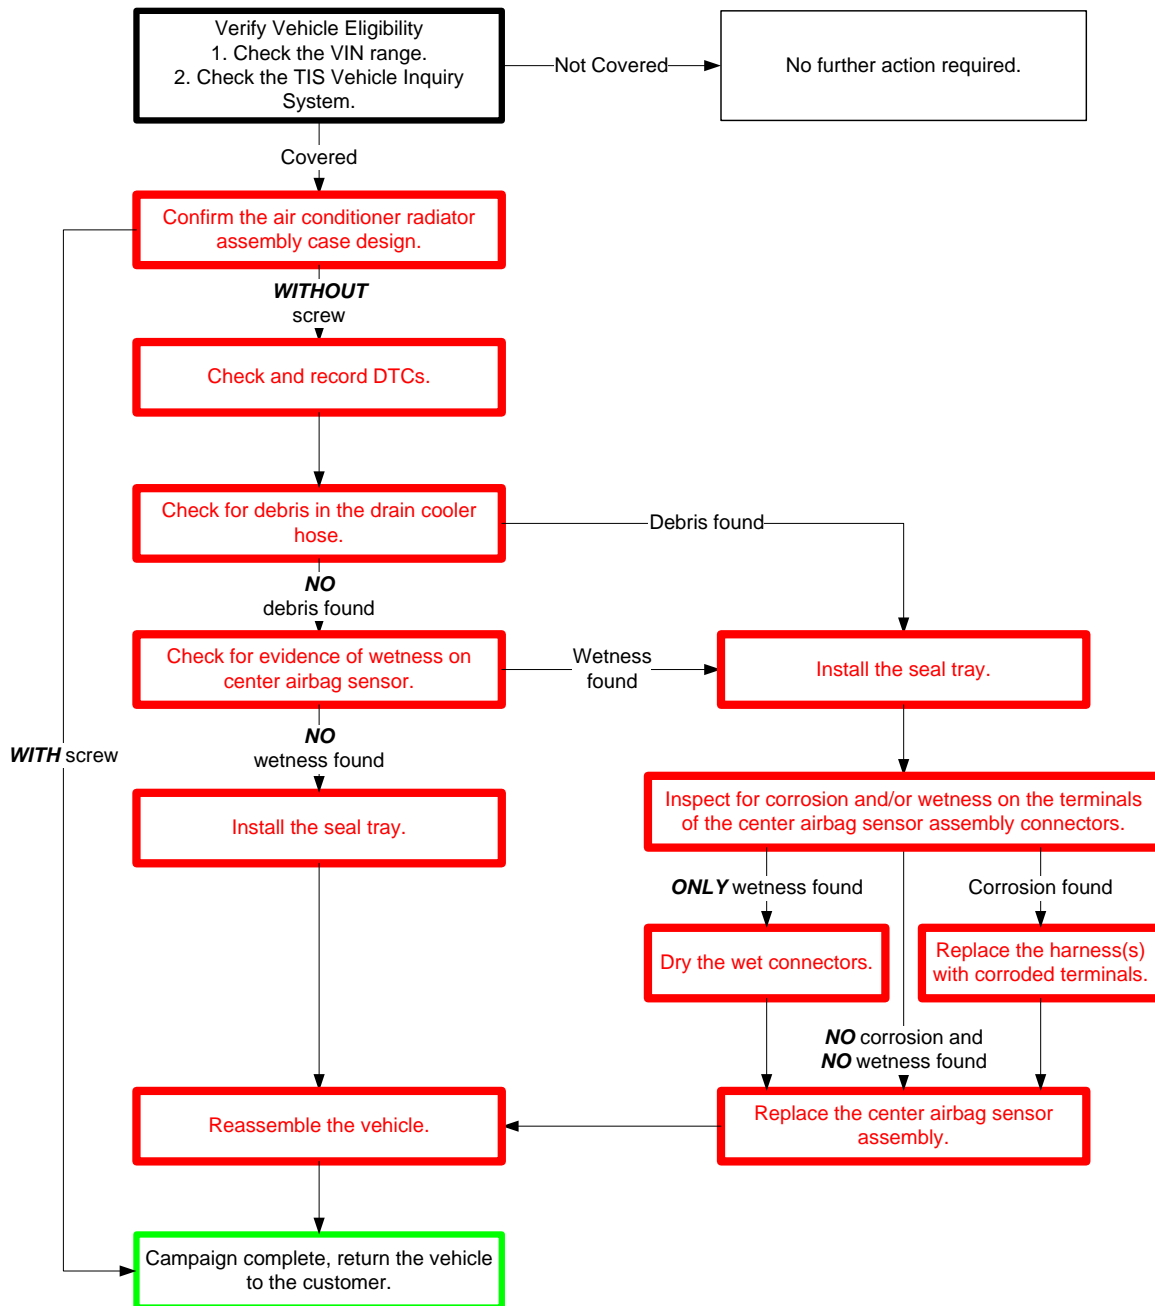 Verify Vehicle Eligibility
1. Check the VIN range.
2. Check the TIS Vehicle Inquiry
System.
Not Covered
No further action required.
Covered
Confirm the air conditioner radiator
assembly case design.
WITHOUT
screw
Check and record DTCs.
Check for debris in the drain cooler
hose.
Debris found
NO
debris found
Check for evidence of wetness on
center airbag sensor.
Wetness
found
Install the seal tray.
WITH screw
NO
wetness found
Install the seal tray.
Inspect for corrosion and/or wetness on the terminals
of the center airbag sensor assembly connectors.
ONLY wetness found
Corrosion found
Dry the wet connectors.
Replace the harness(s)
with corroded terminals.
NO corrosion and
NO wetness found
Reassemble the vehicle.
Replace the center airbag sensor
assembly.
Campaign complete, return the vehicle
to the customer.